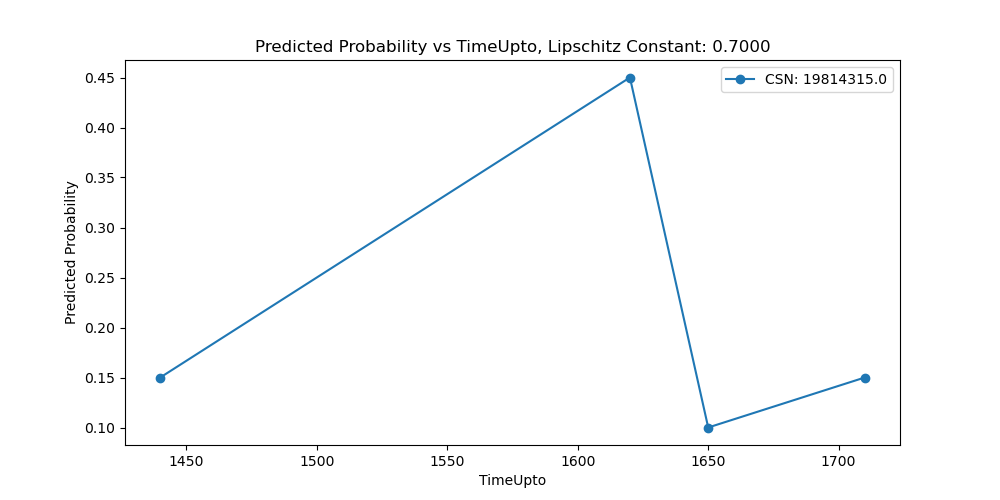 Predicted Probability vs TimeUpto, Lipschitz Constant: 0.7000
CSN: 19814315.0
Predicted Probability
0.45
0.40
0.35
0.30
0.25
0.20
0.15
0.10
1450 1500 1550 1600 1650 1700
TimeUpto